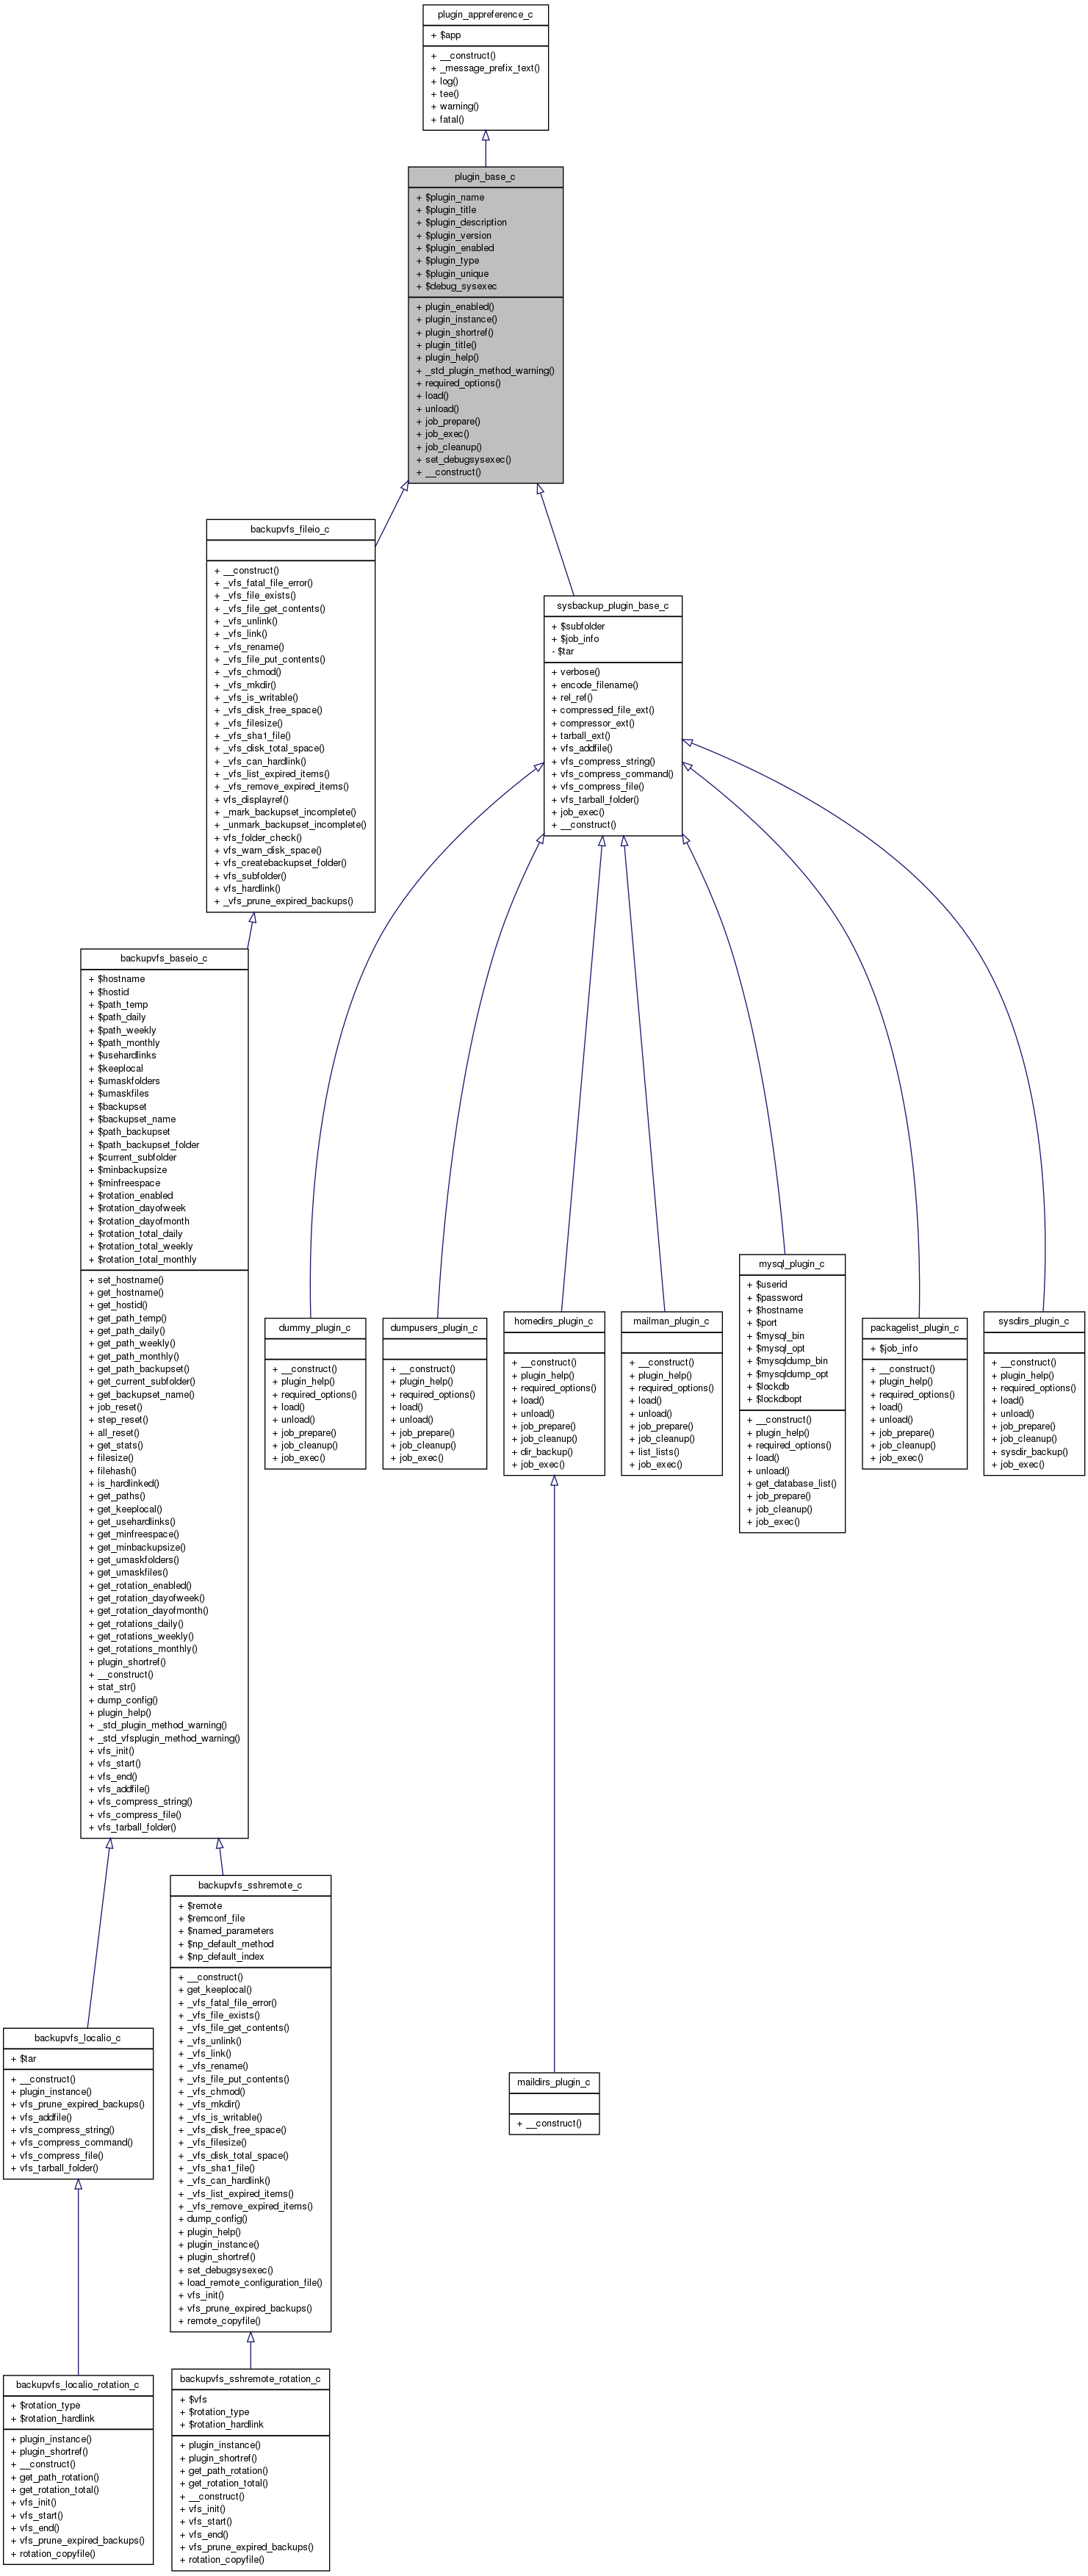 plugin_appreference_c
+ $app
+ __construct()
+ _message_prefix_text()
+ log()
+ tee()
+ warning()
+ fatal()
plugin_base_c
+ $plugin_name
+ $plugin_title
+ $plugin_description
+ $plugin_version
+ $plugin_enabled
+ $plugin_type
+ $plugin_unique
+ $debug_sysexec
+ plugin_enabled()
+ plugin_instance()
+ plugin_shortref()
+ plugin_title()
+ plugin_help()
+ _std_plugin_method_warning()
+ required_options()
+ load()
+ unload()
+ job_prepare()
+ job_exec()
+ job_cleanup()
+ set_debugsysexec()
+ __construct()
backupvfs_fileio_c
+ __construct()
+ _vfs_fatal_file_error()
+ _vfs_file_exists()
+ _vfs_file_get_contents()
+ _vfs_unlink()
+ _vfs_link()
+ _vfs_rename()
+ _vfs_file_put_contents()
+ _vfs_chmod()
+ _vfs_mkdir()
+ _vfs_is_writable()
+ _vfs_disk_free_space()
+ _vfs_filesize()
+ _vfs_sha1_file()
+ _vfs_disk_total_space()
+ _vfs_can_hardlink()
+ _vfs_list_expired_items()
+ _vfs_remove_expired_items()
+ vfs_displayref()
+ _mark_backupset_incomplete()
+ _unmark_backupset_incomplete()
+ vfs_folder_check()
+ vfs_warn_disk_space()
+ vfs_createbackupset_folder()
+ vfs_subfolder()
+ vfs_hardlink()
+ _vfs_prune_expired_backups()
sysbackup_plugin_base_c
+ $subfolder
+ $job_info
- $tar
+ verbose()
+ encode_filename()
+ rel_ref()
+ compressed_file_ext()
+ compressor_ext()
+ tarball_ext()
+ vfs_addfile()
+ vfs_compress_string()
+ vfs_compress_command()
+ vfs_compress_file()
+ vfs_tarball_folder()
+ job_exec()
+ __construct()
backupvfs_baseio_c
+ $hostname
+ $hostid
+ $path_temp
+ $path_daily
+ $path_weekly
+ $path_monthly
+ $usehardlinks
+ $keeplocal
+ $umaskfolders
+ $umaskfiles
+ $backupset
+ $backupset_name
+ $path_backupset
+ $path_backupset_folder
+ $current_subfolder
+ $minbackupsize
+ $minfreespace
+ $rotation_enabled
+ $rotation_dayofweek
+ $rotation_dayofmonth
+ $rotation_total_daily
+ $rotation_total_weekly
+ $rotation_total_monthly
+ set_hostname()
+ get_hostname()
+ get_hostid()
+ get_path_temp()
+ get_path_daily()
+ get_path_weekly()
+ get_path_monthly()
+ get_path_backupset()
+ get_current_subfolder()
+ get_backupset_name()
+ job_reset()
+ step_reset()
+ all_reset()
+ get_stats()
+ filesize()
+ filehash()
+ is_hardlinked()
+ get_paths()
+ get_keeplocal()
+ get_usehardlinks()
+ get_minfreespace()
+ get_minbackupsize()
+ get_umaskfolders()
+ get_umaskfiles()
+ get_rotation_enabled()
+ get_rotation_dayofweek()
+ get_rotation_dayofmonth()
+ get_rotations_daily()
+ get_rotations_weekly()
+ get_rotations_monthly()
+ plugin_shortref()
+ __construct()
+ stat_str()
+ dump_config()
+ plugin_help()
+ _std_plugin_method_warning()
+ _std_vfsplugin_method_warning()
+ vfs_init()
+ vfs_start()
+ vfs_end()
+ vfs_addfile()
+ vfs_compress_string()
+ vfs_compress_file()
+ vfs_tarball_folder()
dummy_plugin_c
+ __construct()
+ plugin_help()
+ required_options()
+ load()
+ unload()
+ job_prepare()
+ job_cleanup()
+ job_exec()
dumpusers_plugin_c
+ __construct()
+ plugin_help()
+ required_options()
+ load()
+ unload()
+ job_prepare()
+ job_cleanup()
+ job_exec()
homedirs_plugin_c
+ __construct()
+ plugin_help()
+ required_options()
+ load()
+ unload()
+ job_prepare()
+ job_cleanup()
+ dir_backup()
+ job_exec()
mailman_plugin_c
+ __construct()
+ plugin_help()
+ required_options()
+ load()
+ unload()
+ job_prepare()
+ job_cleanup()
+ list_lists()
+ job_exec()
mysql_plugin_c
+ $userid
+ $password
+ $hostname
+ $port
+ $mysql_bin
+ $mysql_opt
+ $mysqldump_bin
+ $mysqldump_opt
+ $lockdb
+ $lockdbopt
+ __construct()
+ plugin_help()
+ required_options()
+ load()
+ unload()
+ get_database_list()
+ job_prepare()
+ job_cleanup()
+ job_exec()
packagelist_plugin_c
+ $job_info
+ __construct()
+ plugin_help()
+ required_options()
+ load()
+ unload()
+ job_prepare()
+ job_cleanup()
+ job_exec()
sysdirs_plugin_c
+ __construct()
+ plugin_help()
+ required_options()
+ load()
+ unload()
+ job_prepare()
+ job_cleanup()
+ sysdir_backup()
+ job_exec()
backupvfs_sshremote_c
+ $remote
+ $remconf_file
+ $named_parameters
+ $np_default_method
+ $np_default_index
+ __construct()
+ get_keeplocal()
+ _vfs_fatal_file_error()
+ _vfs_file_exists()
+ _vfs_file_get_contents()
+ _vfs_unlink()
+ _vfs_link()
+ _vfs_rename()
+ _vfs_file_put_contents()
+ _vfs_chmod()
+ _vfs_mkdir()
+ _vfs_is_writable()
+ _vfs_disk_free_space()
+ _vfs_filesize()
+ _vfs_disk_total_space()
+ _vfs_sha1_file()
+ _vfs_can_hardlink()
+ _vfs_list_expired_items()
+ _vfs_remove_expired_items()
+ dump_config()
+ plugin_help()
+ plugin_instance()
+ plugin_shortref()
+ set_debugsysexec()
+ load_remote_configuration_file()
+ vfs_init()
+ vfs_prune_expired_backups()
+ remote_copyfile()
backupvfs_localio_c
+ $tar
+ __construct()
+ plugin_instance()
+ vfs_prune_expired_backups()
+ vfs_addfile()
+ vfs_compress_string()
+ vfs_compress_command()
+ vfs_compress_file()
+ vfs_tarball_folder()
maildirs_plugin_c
+ __construct()
backupvfs_localio_rotation_c
+ $rotation_type
+ $rotation_hardlink
+ plugin_instance()
+ plugin_shortref()
+ __construct()
+ get_path_rotation()
+ get_rotation_total()
+ vfs_init()
+ vfs_start()
+ vfs_end()
+ vfs_prune_expired_backups()
+ rotation_copyfile()
backupvfs_sshremote_rotation_c
+ $vfs
+ $rotation_type
+ $rotation_hardlink
+ plugin_instance()
+ plugin_shortref()
+ get_path_rotation()
+ get_rotation_total()
+ __construct()
+ vfs_init()
+ vfs_start()
+ vfs_end()
+ vfs_prune_expired_backups()
+ rotation_copyfile()